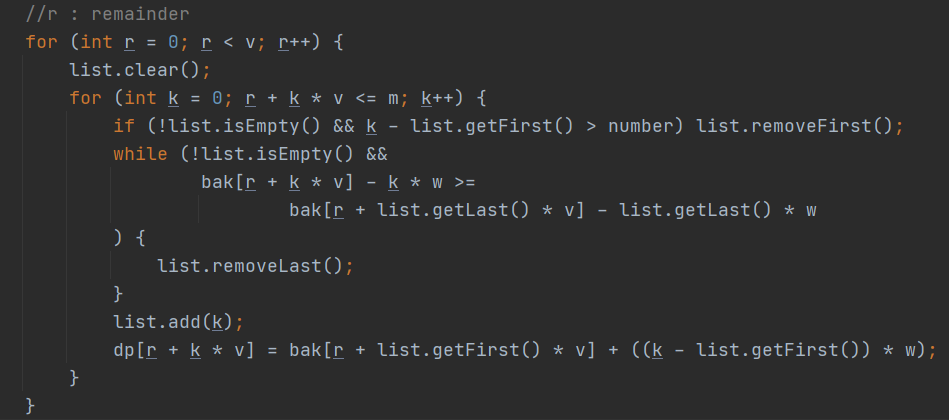 //r : remainder
for (int r = 0; r < v; r++) {
    list.clear();
    for (int k = 0; r + k * v <= m; k++) {
        if (!list.isEmpty() && k - list.getFirst() > number) list.removeFirst();
        while (!list.isEmpty() &&
                bak[r + k * v] - k * w >=
                        bak[r + list.getLast() * v] - list.getLast() * w
        ) {
            list.removeLast();
        }
        list.add(k);
        dp[r + k * v] = bak[r + list.getFirst() * v] + ((k - list.getFirst()) * w);
    }
}